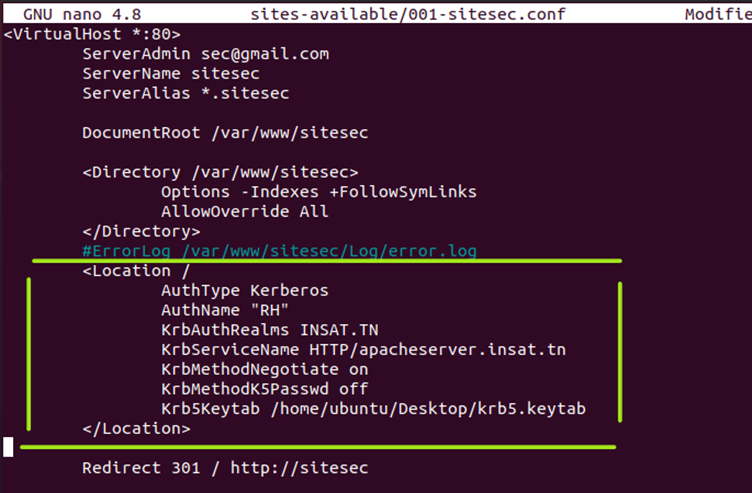 GNU nano 4.8 sites-available/001-sitesec.conf Modifie
<VirtualHost *:80>
ServerAdmin sec@gmail.com
ServerName sitesec
ServerAlias *.sitesec
DocumentRoot /var/www/sitesec
<Directory /var/www/sitesec>
Options -Indexes +FollowSymLinks
AllowOverride All
</Directory>
#ErrorLog /var/www/sitesec/Log/error.log
<Location /
AuthType Kerberos
AuthName "RH"
KrbAuthRealms INSAT.TN
KrbServiceName HTTP/apacheserver.insat.tn
KrbMethodNegotiate on
KrbMethodK5Passwd off
Krb5Keytab /home/ubuntu/Desktop/krb5.keytab
</Location>
Redirect 301 / http://sitesec